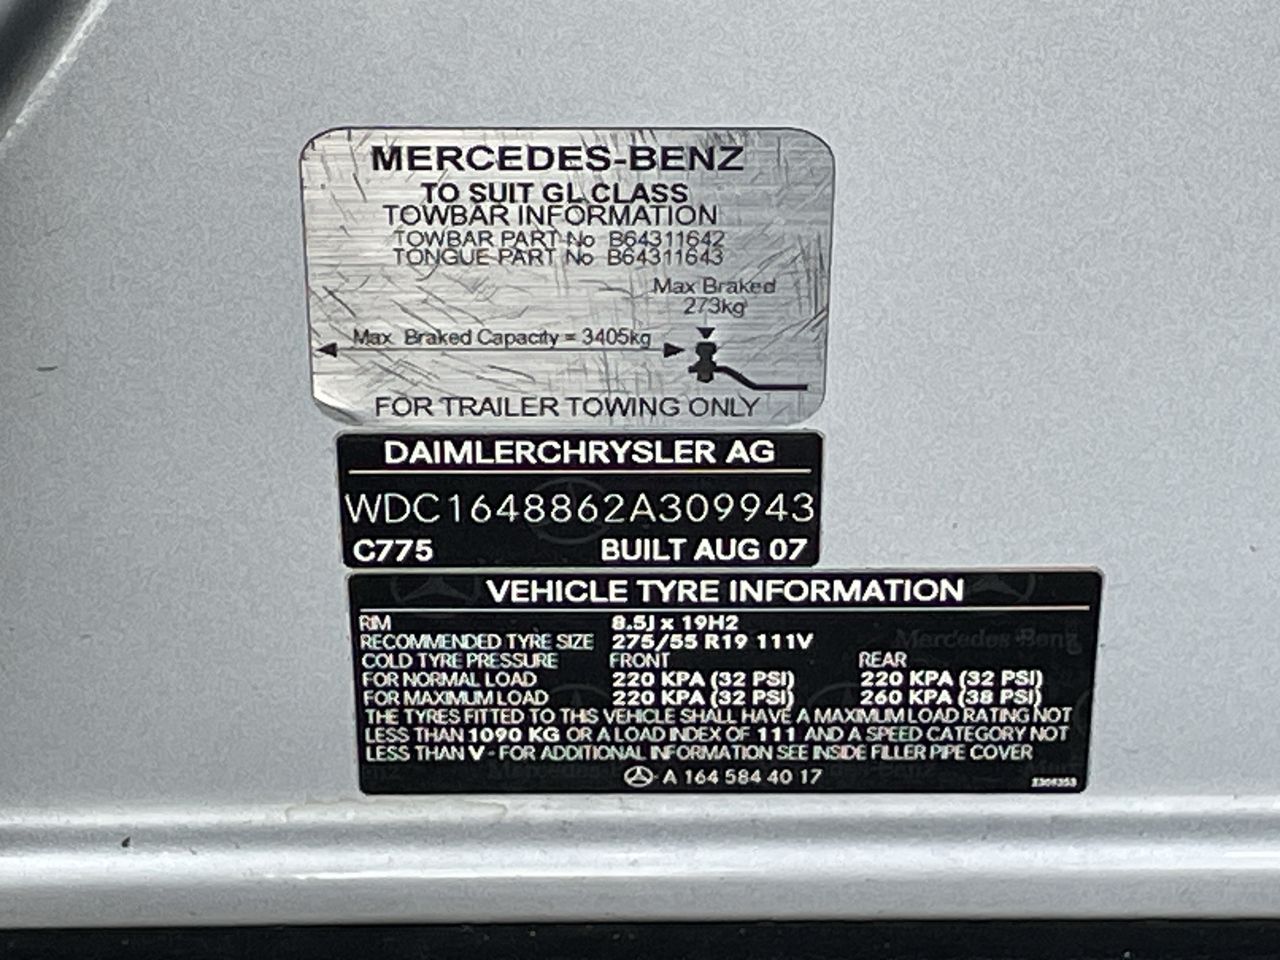 MERCEDES-BENZ
TO SUIT GL CLASS
TOWBAR INFORMATION
TOWBAR PART No B64311642
TONGUE PART No B64311643
Max Braked
273kg
Max. Braked Capacity = 3405kg
FOR TRAILER TOWING ONLY
DAIMLERCHRYSLER AG
WDC1648862A309943
C775 BUILT AUG 07
VEHICLE TYRE INFORMATION
RIM 8.5J x 19H2
RECOMMENDED TYRE SIZE 275/55 R19 111V
COLD TYRE PRESSURE FRONT REAR
FOR NORMAL LOAD 220 KPA (32 PSI) 220 KPA (32 PSI)
FOR MAXIMUM LOAD 220 KPA (32 PSI) 260 KPA (38 PSI)
THE TYRES FITTED TO THIS VEHICLE SHALL HAVE A MAXIMUM LOAD RATING NOT
LESS THAN 1090 KG OR A LOAD INDEX OF 111 AND A SPEED CATEGORY NOT
LESS THAN V - FOR ADDITIONAL INFORMATION SEE INSIDE FILLER PIPE COVER
A 164 584 40 17